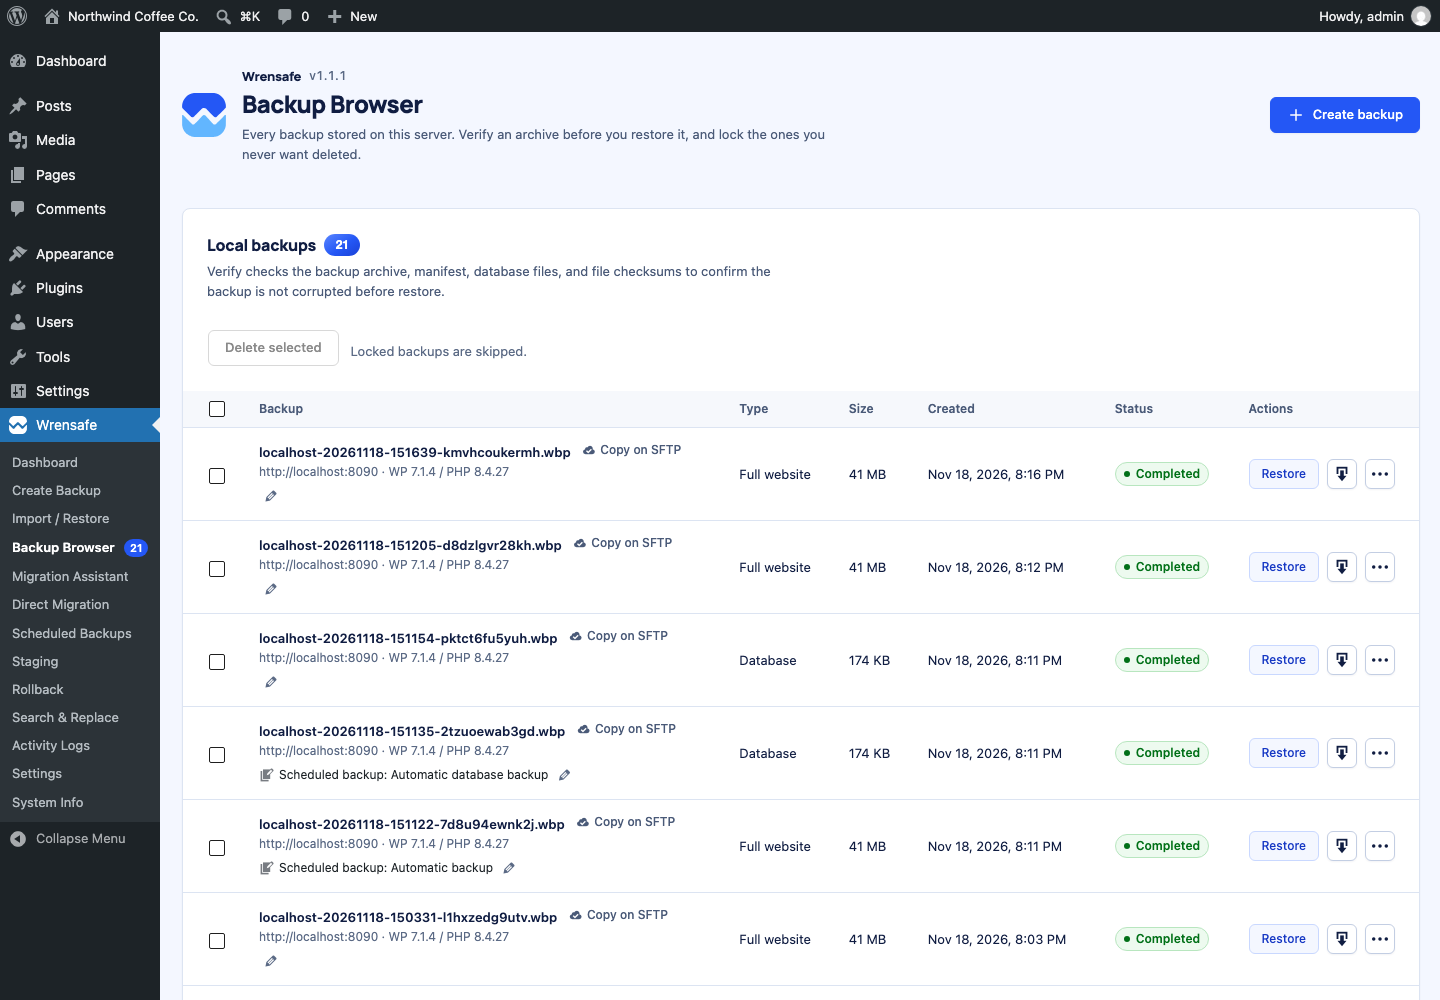 Northwind Coffee Co.
⌘K
0
New
Howdy, admin
Dashboard
Posts
Media
Pages
Comments
Appearance
Plugins
Users
Tools
Settings
Wrensafe
Dashboard
Create Backup
Import / Restore
Backup Browser 21
Migration Assistant
Direct Migration
Scheduled Backups
Staging
Rollback
Search & Replace
Activity Logs
Settings
System Info
Collapse Menu
Wrensafe v1.1.1
Backup Browser
Every backup stored on this server. Verify an archive before you restore it, and lock the ones you
never want deleted.
Create backup
Local backups 21
Verify checks the backup archive, manifest, database files, and file checksums to confirm the
backup is not corrupted before restore.
Delete selected
Locked backups are skipped.
Backup Type Size Created Status Actions
localhost-20261118-151639-kmvhcoukermh.wbp Copy on SFTP
http://localhost:8090 · WP 7.1.4 / PHP 8.4.27
Full website 41 MB Nov 18, 2026, 8:16 PM Completed Restore
localhost-20261118-151205-d8dzlgvr28kh.wbp Copy on SFTP
http://localhost:8090 · WP 7.1.4 / PHP 8.4.27
Full website 41 MB Nov 18, 2026, 8:12 PM Completed Restore
localhost-20261118-151154-pktct6fu5yuh.wbp Copy on SFTP
http://localhost:8090 · WP 7.1.4 / PHP 8.4.27
Database 174 KB Nov 18, 2026, 8:11 PM Completed Restore
localhost-20261118-151135-2tzuoewab3gd.wbp Copy on SFTP
http://localhost:8090 · WP 7.1.4 / PHP 8.4.27
Database 174 KB Nov 18, 2026, 8:11 PM Completed Restore
Scheduled backup: Automatic database backup
localhost-20261118-151122-7d8u94ewnk2j.wbp Copy on SFTP
http://localhost:8090 · WP 7.1.4 / PHP 8.4.27
Full website 41 MB Nov 18, 2026, 8:11 PM Completed Restore
Scheduled backup: Automatic backup
localhost-20261118-150331-l1hxzedg9utv.wbp Copy on SFTP
http://localhost:8090 · WP 7.1.4 / PHP 8.4.27
Full website 41 MB Nov 18, 2026, 8:03 PM Completed Restore